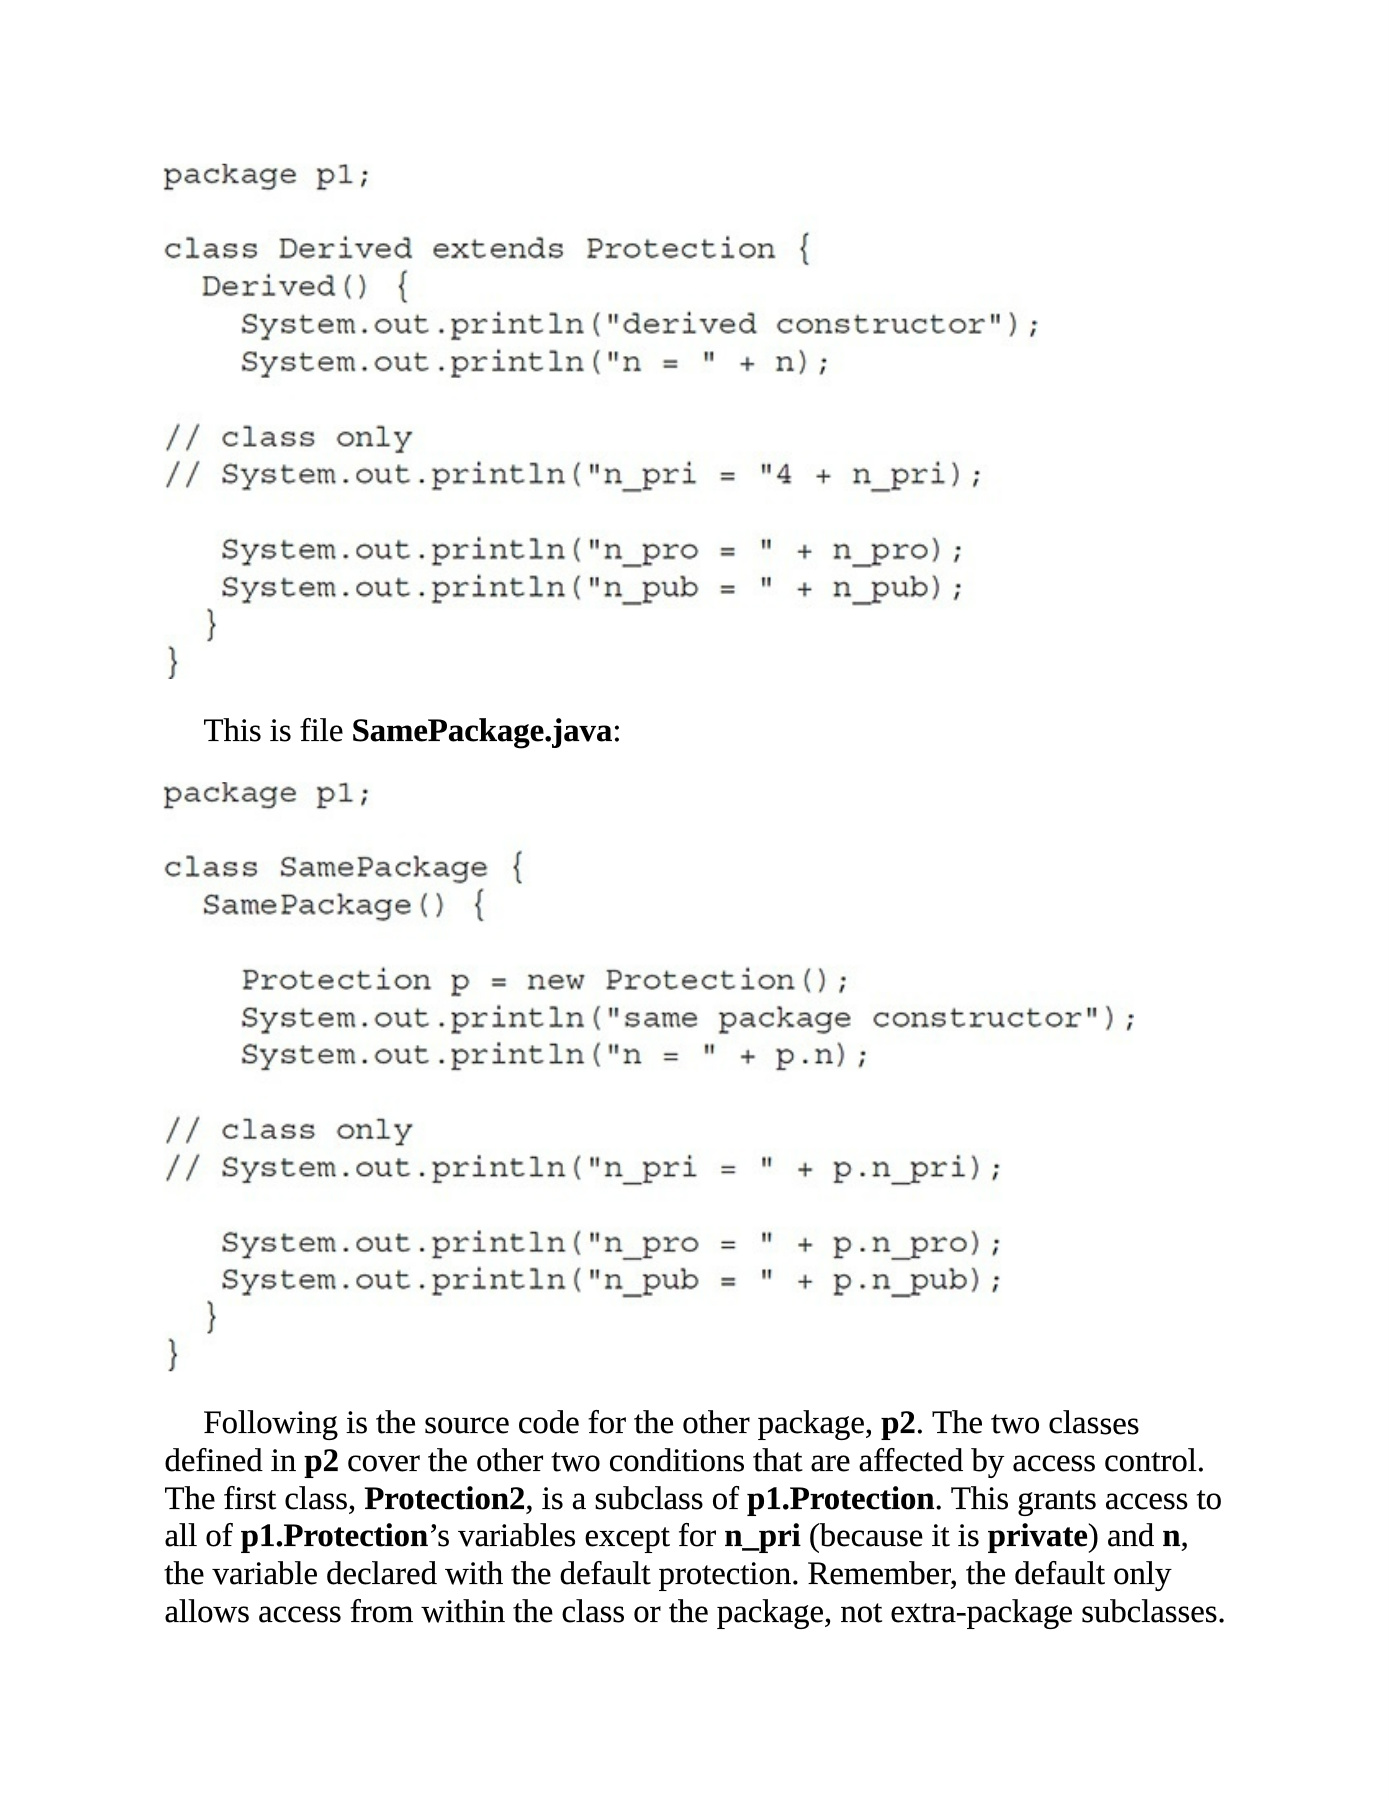 package p1;

class Derived extends Protection {
  Derived() {
    System.out.println("derived constructor");
    System.out.println("n = " + n);

// class only
// System.out.println("n_pri = "4 + n_pri);

   System.out.println("n_pro = " + n_pro);
   System.out.println("n_pub = " + n_pub);
  }
}
This is file SamePackage.java:
package p1;

class SamePackage {
  SamePackage() {

    Protection p = new Protection();
    System.out.println("same package constructor");
    System.out.println("n = " + p.n);

// class only
// System.out.println("n_pri = " + p.n_pri);

   System.out.println("n_pro = " + p.n_pro);
   System.out.println("n_pub = " + p.n_pub);
  }
}
Following is the source code for the other package, p2. The two classes
defined in p2 cover the other two conditions that are affected by access control.
The first class, Protection2, is a subclass of p1.Protection. This grants access to
all of p1.Protection’s variables except for n_pri (because it is private) and n,
the variable declared with the default protection. Remember, the default only
allows access from within the class or the package, not extra-package subclasses.